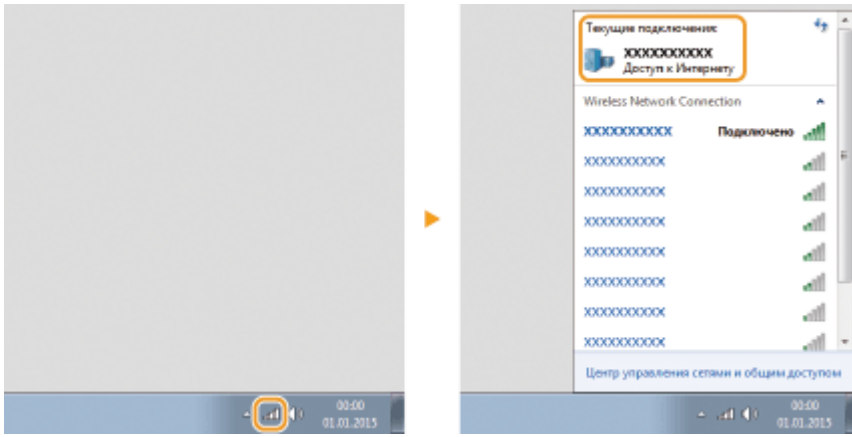 00:00
01.01.2015
Текущие подключения:
XXXXXXXXXX
Доступ к Интернету
Wireless Network Connection
XXXXXXXXXX Подключено
XXXXXXXXXX
XXXXXXXXXX
XXXXXXXXXX
XXXXXXXXXX
XXXXXXXXXX
XXXXXXXXXX
XXXXXXXXXX
Центр управления сетями и общим доступом
00:00
01.01.2015